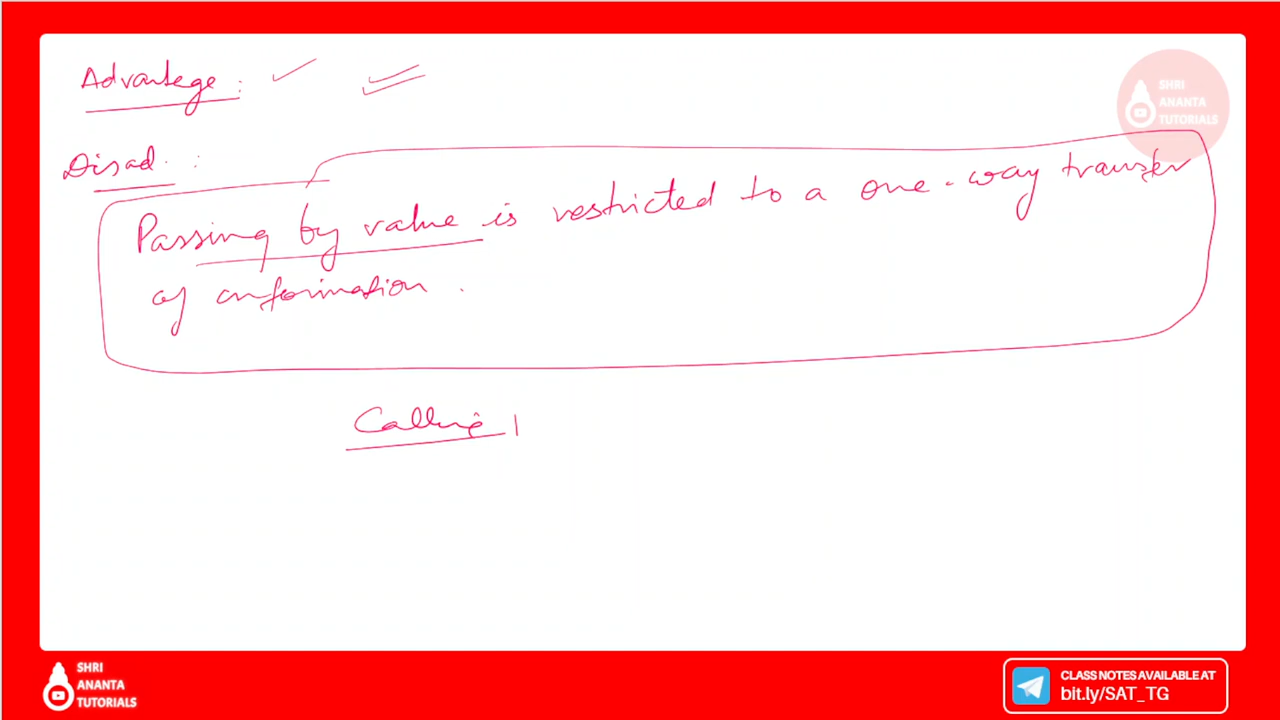 Advantage :
Disad :
Passing by value is restricted to a one-way transfer
of information .
Calling
SHRI
ANANTA
TUTORIALS
SHRI
ANANTA
TUTORIALS
CLASS NOTES AVAILABLE AT
bit.ly/SAT_TG